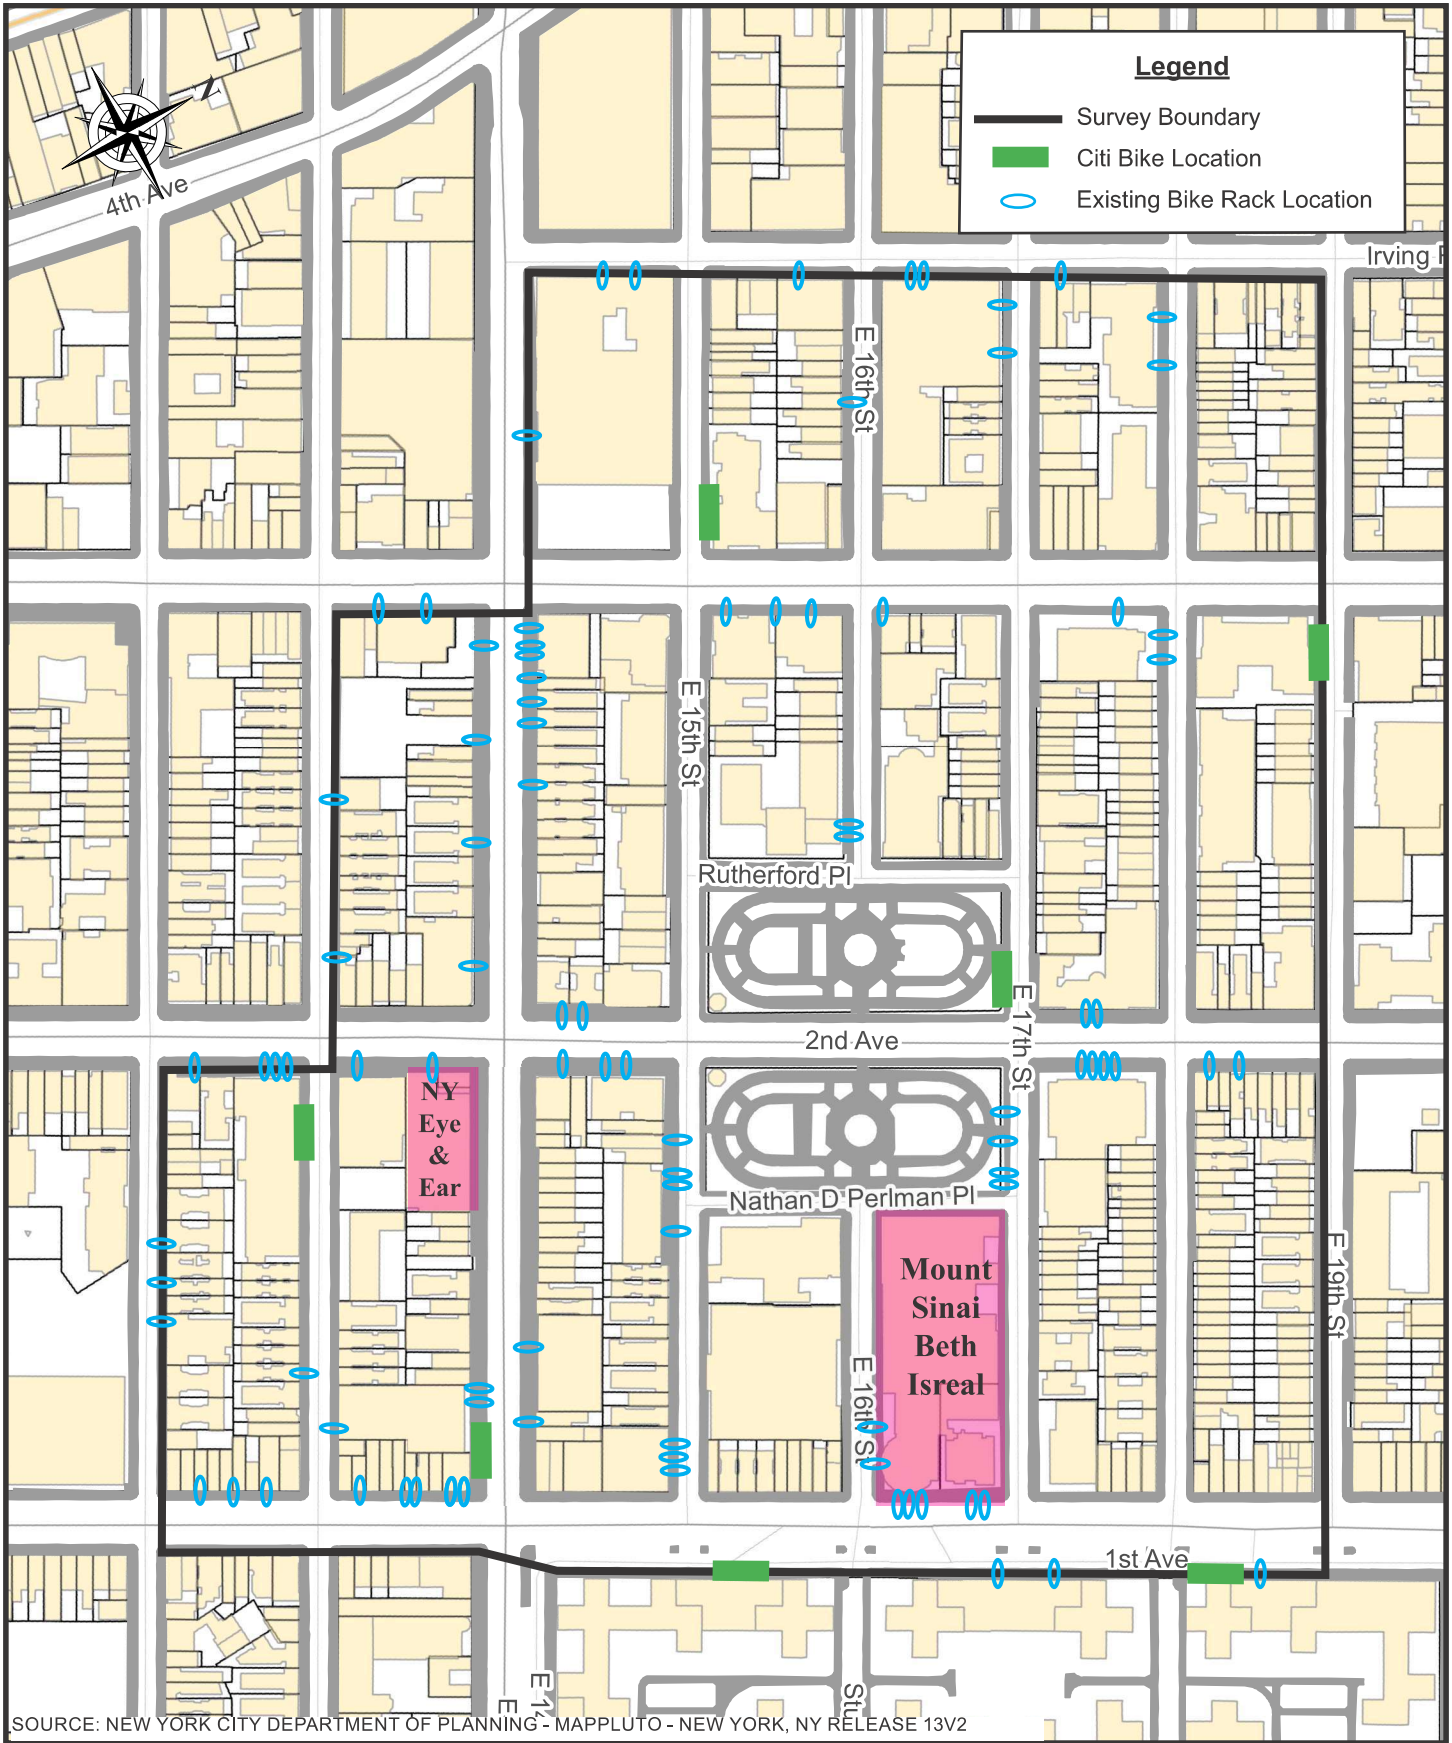 Legend
Survey Boundary
Citi Bike Location
Existing Bike Rack Location
N
4th Ave
Irving P
E 16th St
E 15th St
Rutherford Pl
E 17th St
2nd Ave
NY
Eye
&
Ear
Nathan D Perlman Pl
Mount
Sinai
Beth
Isreal
E 19th St
E 16th St
1st Ave
E 14
E
St
SOURCE: NEW YORK CITY DEPARTMENT OF PLANNING - MAPPLUTO - NEW YORK, NY RELEASE 13V2